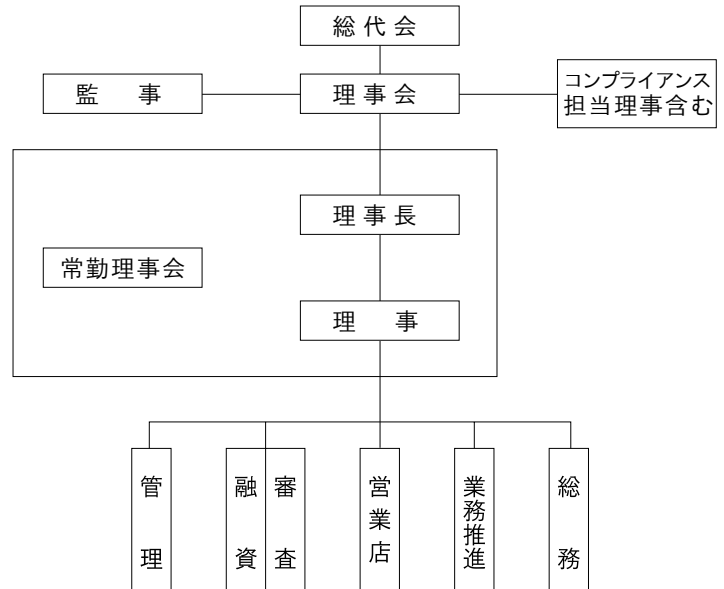 総代会
監事
理事会
コンプライアンス
担当理事含む
理事長
常勤理事会
理事
管理
融資
審査
営業店
業務推進
総務